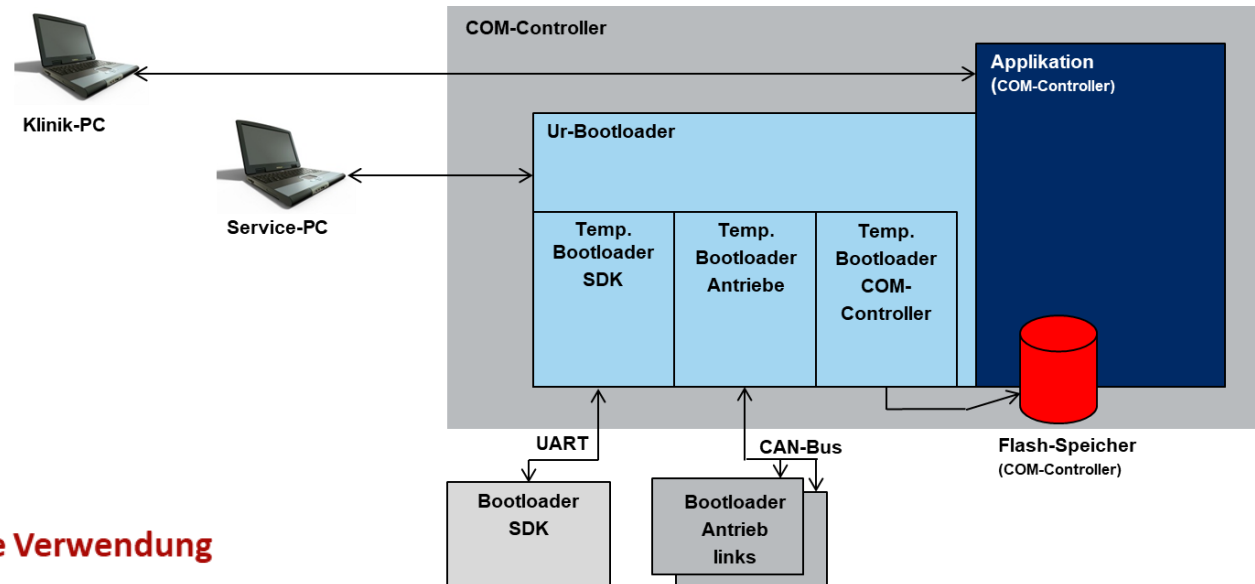 COM-Controller
Applikation
(COM-Controller)
Klinik-PC
Ur-Bootloader
Service-PC
Temp.
Bootloader
SDK
Temp.
Bootloader
Antriebe
Temp.
Bootloader
COM-
Controller
UART
CAN-Bus
Flash-Speicher
(COM-Controller)
Bootloader
SDK
Bootloader
Antrieb
links
e Verwendung